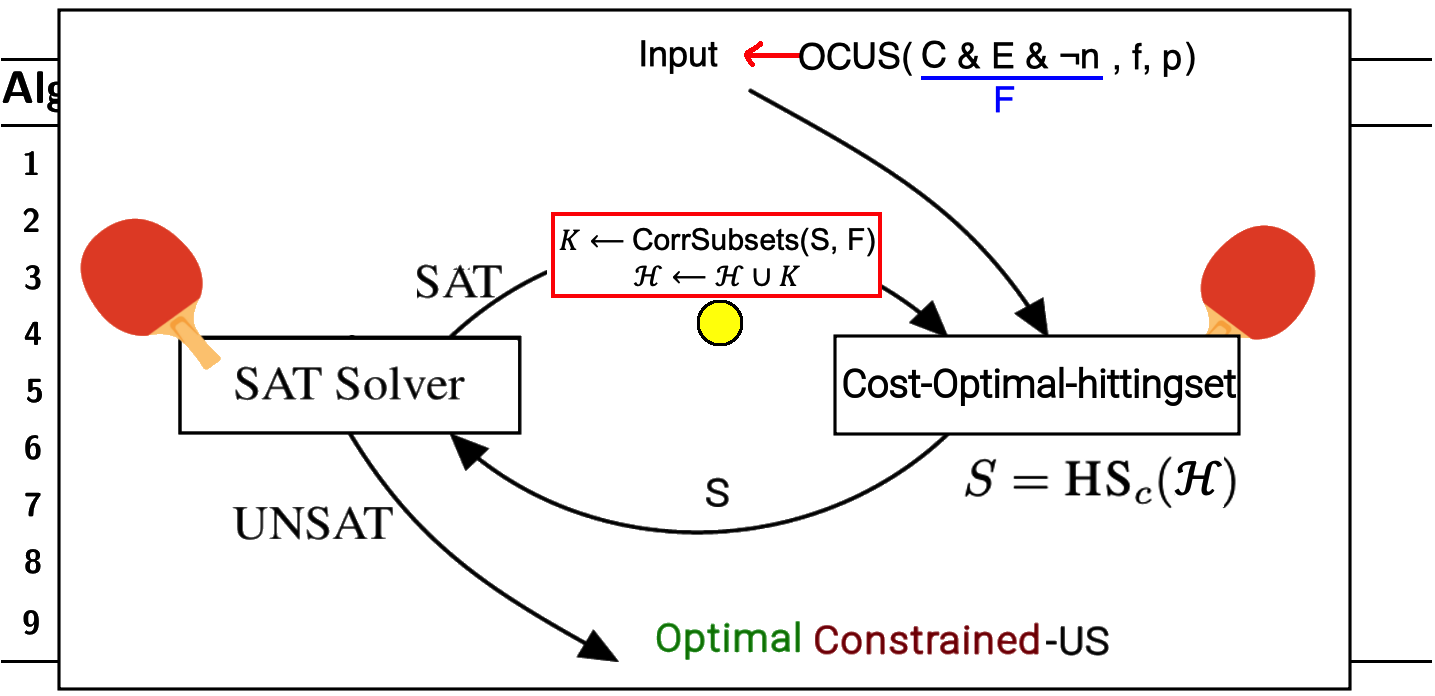 Input ←OCUS( C & E & ¬n , f, p)
F
Alg
1
2
3
4
5
6
7
8
9
K ← CorrSubsets(S, F)
ℋ ← ℋ ∪ K
SAT
SAT Solver
Cost-Optimal-hittingset
S = HS_c(ℋ)
S
UNSAT
Optimal Constrained-US